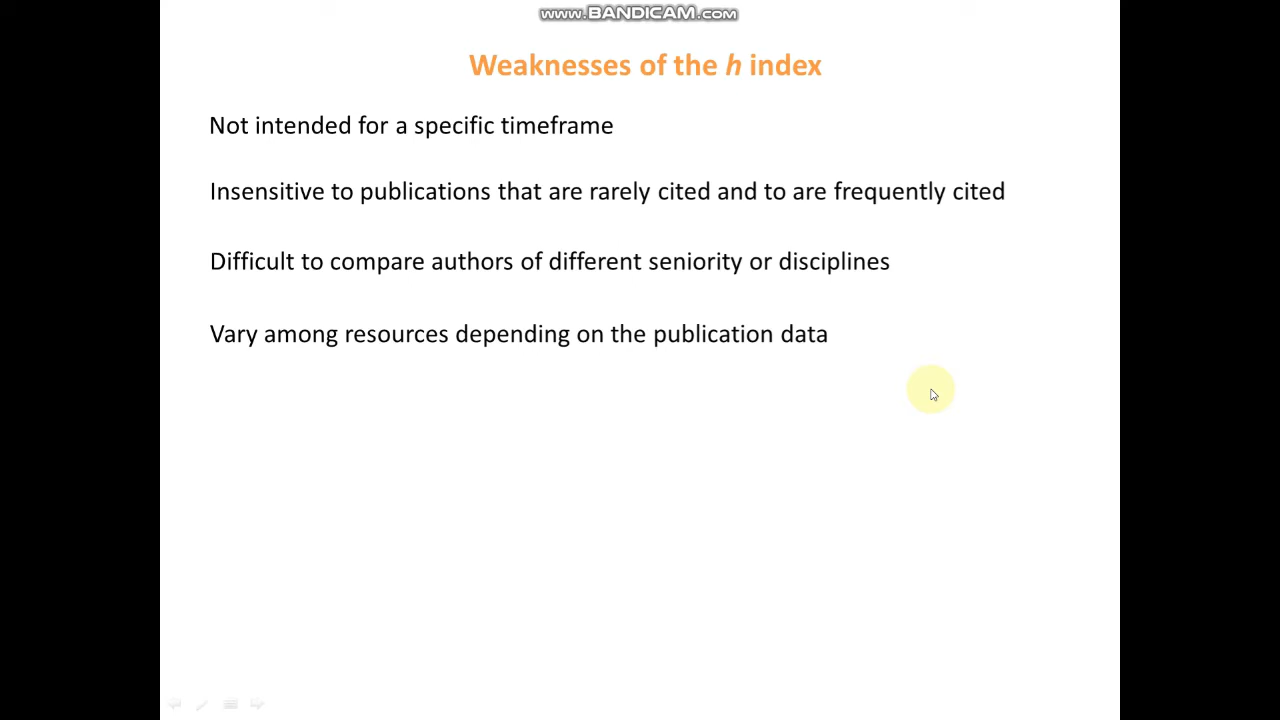 www.BANDICAM.com
Weaknesses of the h index
Not intended for a specific timeframe
Insensitive to publications that are rarely cited and to are frequently cited
Difficult to compare authors of different seniority or disciplines
Vary among resources depending on the publication data